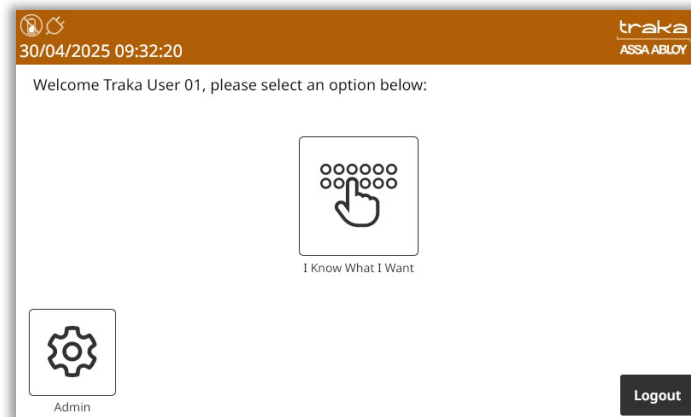 traka
30/04/2025 09:32:20
ASSA ABLOY
Welcome Traka User 01, please select an option below:
I Know What I Want
Admin
Logout